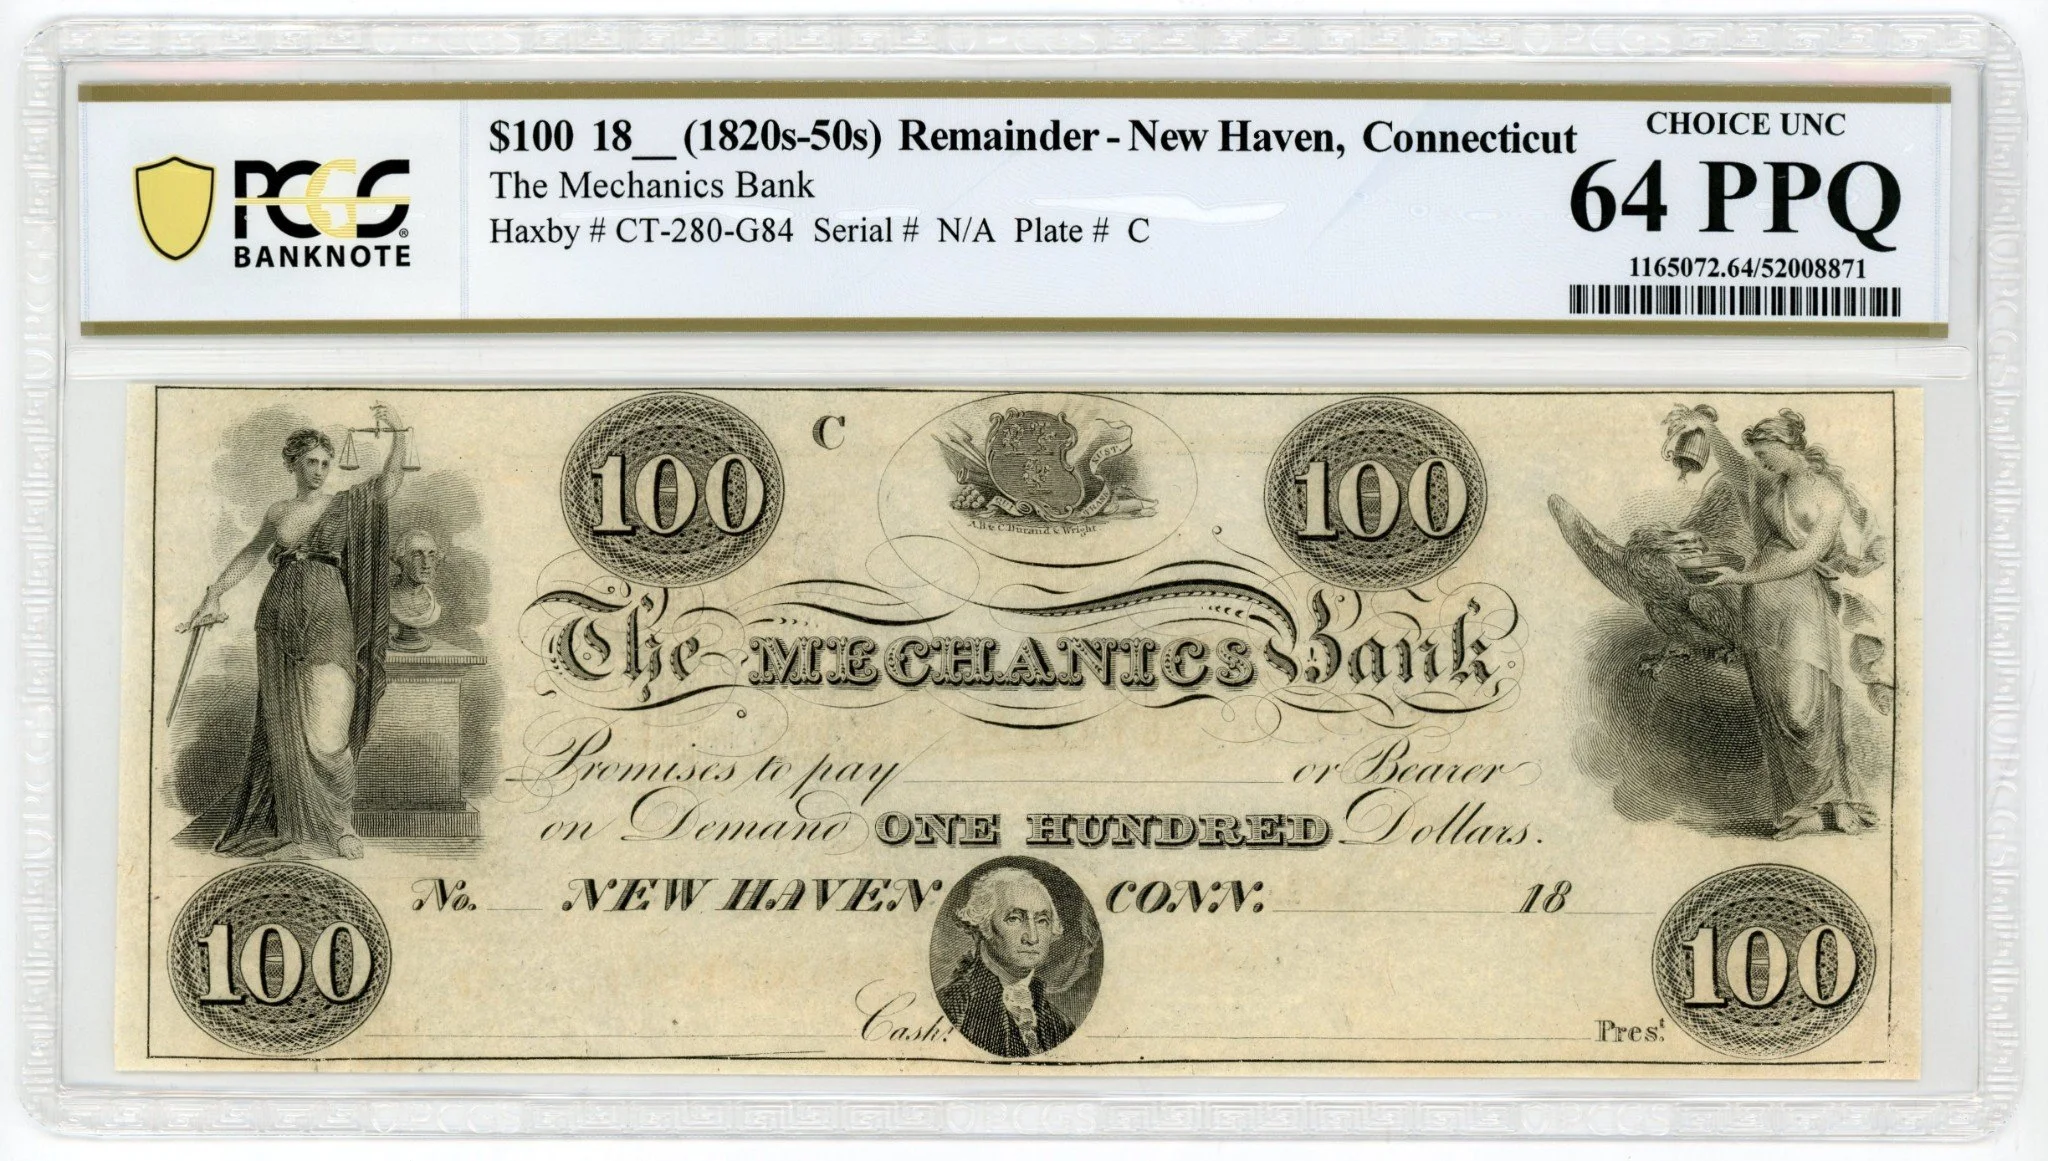 $100 18__ (1820s-50s) Remainder - New Haven, Connecticut
The Mechanics Bank
Haxby # CT-280-G84 Serial # N/A Plate # C
CHOICE UNC
64 PPQ
1165072.64/52008871
PCGS®
BANKNOTE
100 C 100
A.B. & C. Durand & Wright
The MECHANICS Bank
Promises to pay or Bearer
on Demand ONE HUNDRED Dollars.
No. NEW HAVEN CONN. 18
100 100
Cash.r Pres.t